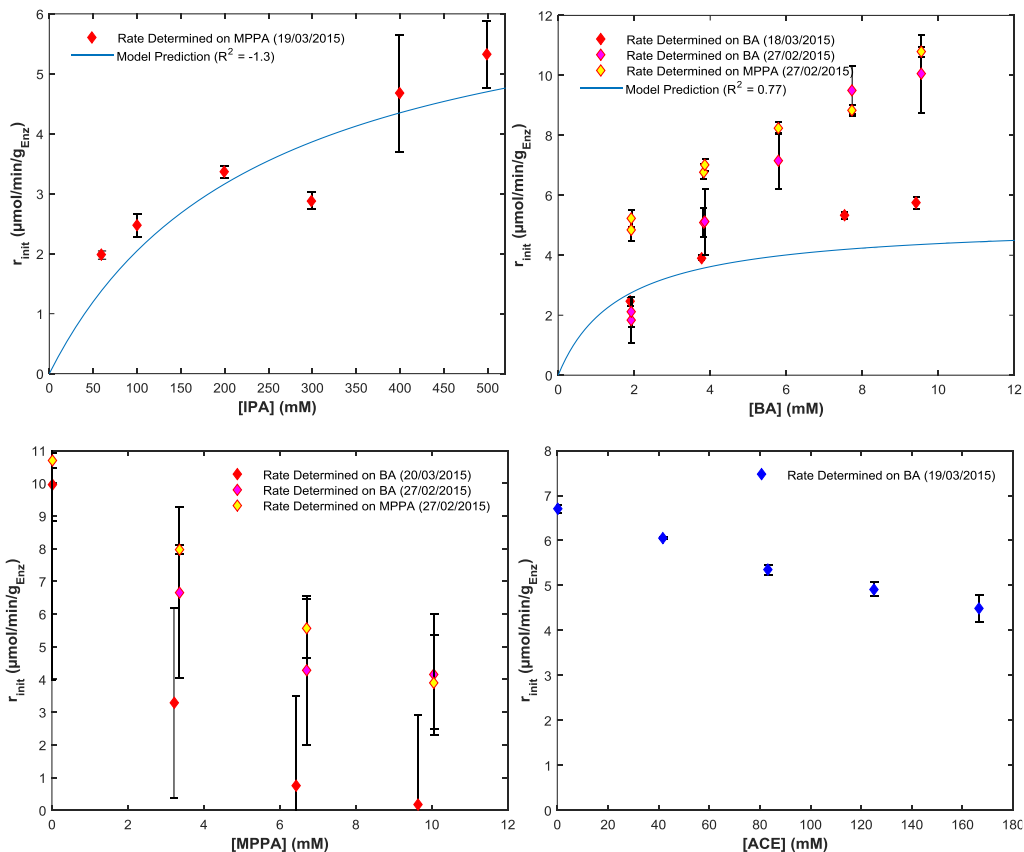 6
5
4
3
2
1
0
r_init (µmol/min/g_Enz)
Rate Determined on MPPA (19/03/2015)
Model Prediction (R² = -1.3)
0 50 100 150 200 250 300 350 400 450 500
[IPA] (mM)
12
10
8
6
4
2
0
r_init (µmol/min/g_Enz)
Rate Determined on BA (18/03/2015)
Rate Determined on BA (27/02/2015)
Rate Determined on MPPA (27/02/2015)
Model Prediction (R² = 0.77)
0 2 4 6 8 10 12
[BA] (mM)
11
10
9
8
7
6
5
4
3
2
1
0
r_init (µmol/min/g_Enz)
Rate Determined on BA (20/03/2015)
Rate Determined on BA (27/02/2015)
Rate Determined on MPPA (27/02/2015)
0 2 4 6 8 10 12
[MPPA] (mM)
8
7
6
5
4
3
2
1
0
r_init (µmol/min/g_Enz)
Rate Determined on BA (19/03/2015)
0 20 40 60 80 100 120 140 160 180
[ACE] (mM)